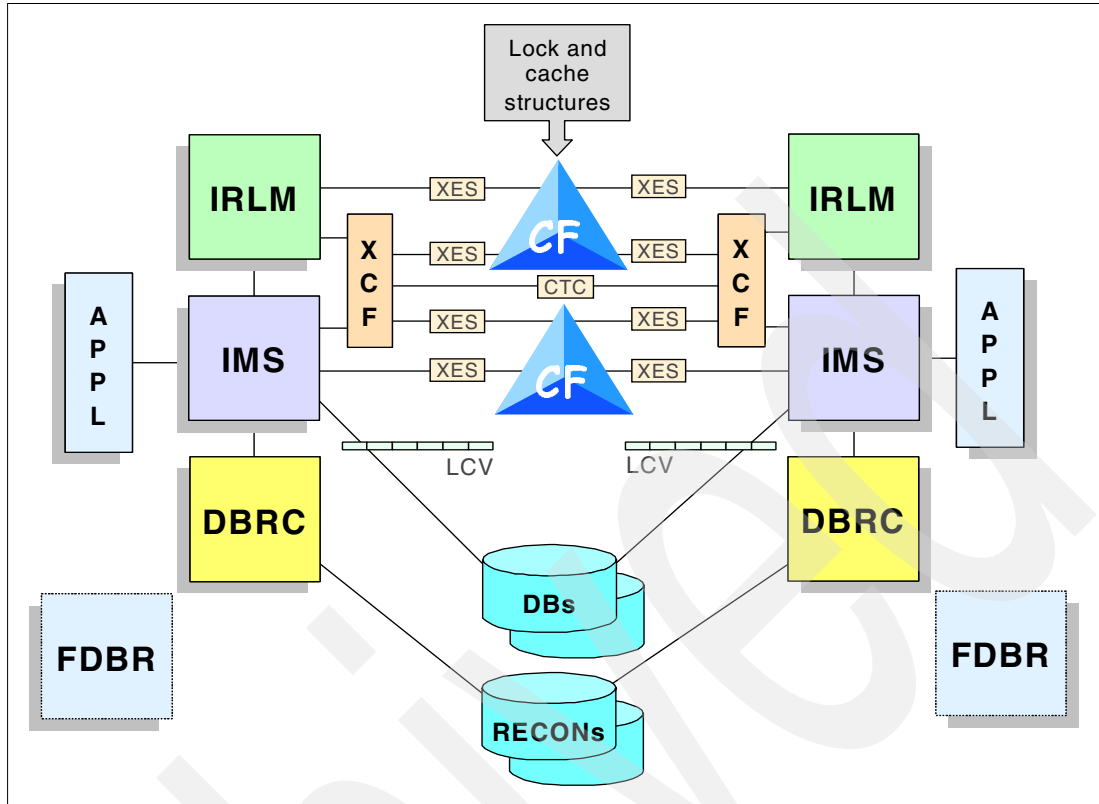 Lock and
cache
structures
IRLM
XES
XES
IRLM
X
C
F
XES
CF
XES
X
C
F
CTC
A
P
P
L
IMS
XES
XES
IMS
A
P
P
L
XES
CF
XES
LCV
LCV
DBRC
DBRC
DBs
FDBR
FDBR
RECONs